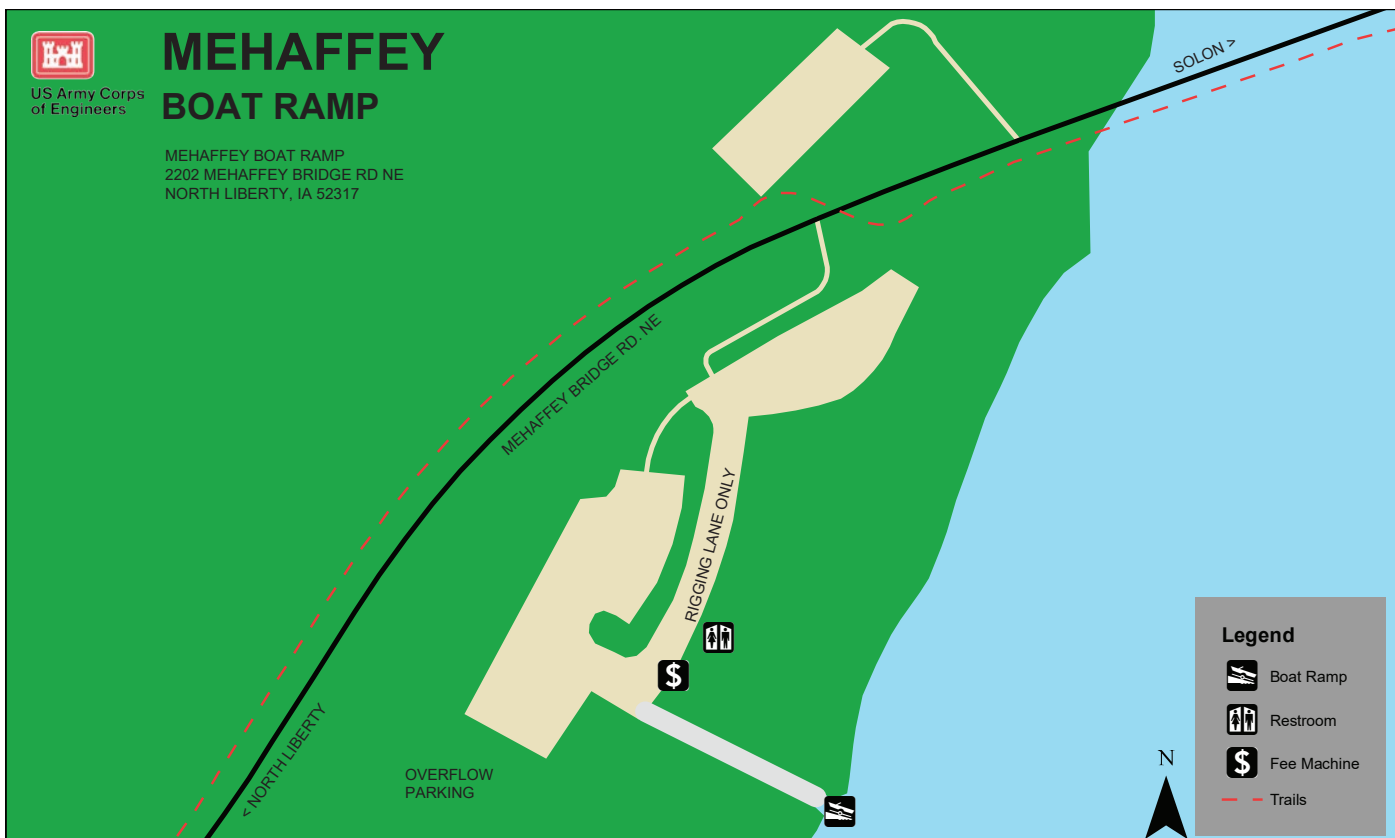 US Army Corps
of Engineers
MEHAFFEY
BOAT RAMP
MEHAFFEY BOAT RAMP
2202 MEHAFFEY BRIDGE RD NE
NORTH LIBERTY, IA 52317
SOLON >
MEHAFFEY BRIDGE RD. NE
RIGGING LANE ONLY
$
< NORTH LIBERTY
OVERFLOW
PARKING
N
Legend
Boat Ramp
Restroom
$ Fee Machine
Trails